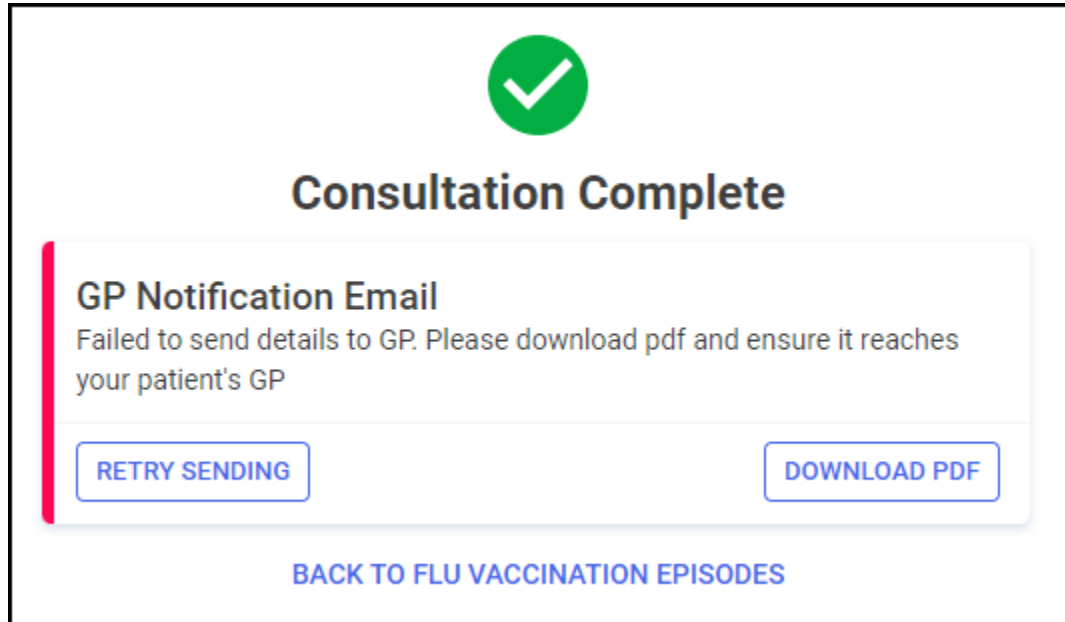 Consultation Complete
GP Notification Email
Failed to send details to GP. Please download pdf and ensure it reaches
your patient's GP
RETRY SENDING
DOWNLOAD PDF
BACK TO FLU VACCINATION EPISODES